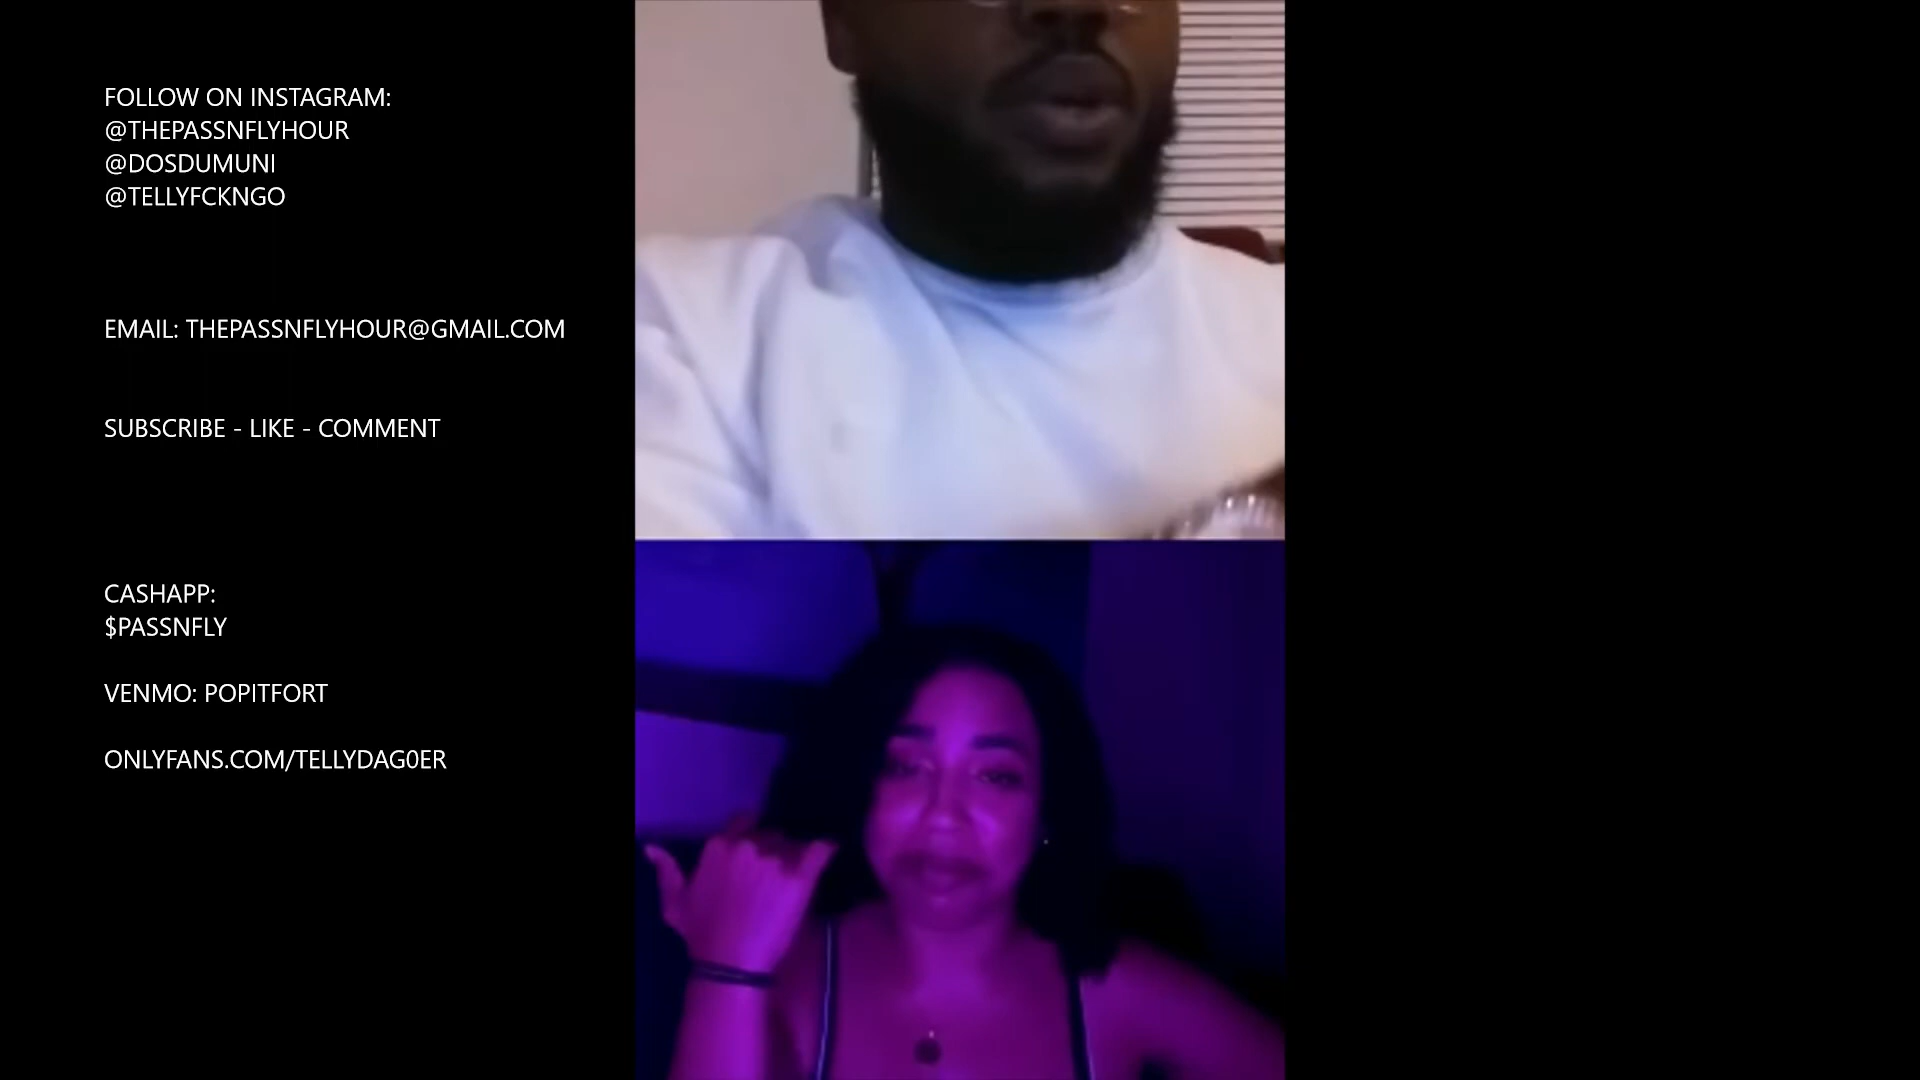 FOLLOW ON INSTAGRAM:
@THEPASSNFLYHOUR
@DOSDUMUNI
@TELLYFCKNGO
EMAIL: THEPASSNFLYHOUR@GMAIL.COM
SUBSCRIBE - LIKE - COMMENT
CASHAPP:
$PASSNFLY
VENMO: POPITFORT
ONLYFANS.COM/TELLYDAG0ER